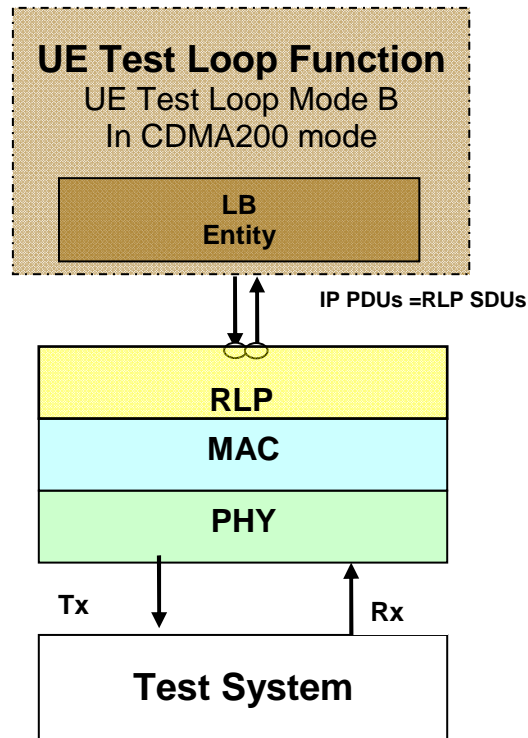 UE Test Loop Function
UE Test Loop Mode B
In CDMA200 mode
LB
Entity
IP PDUs =RLP SDUs
RLP
MAC
PHY
Tx
Rx
Test System